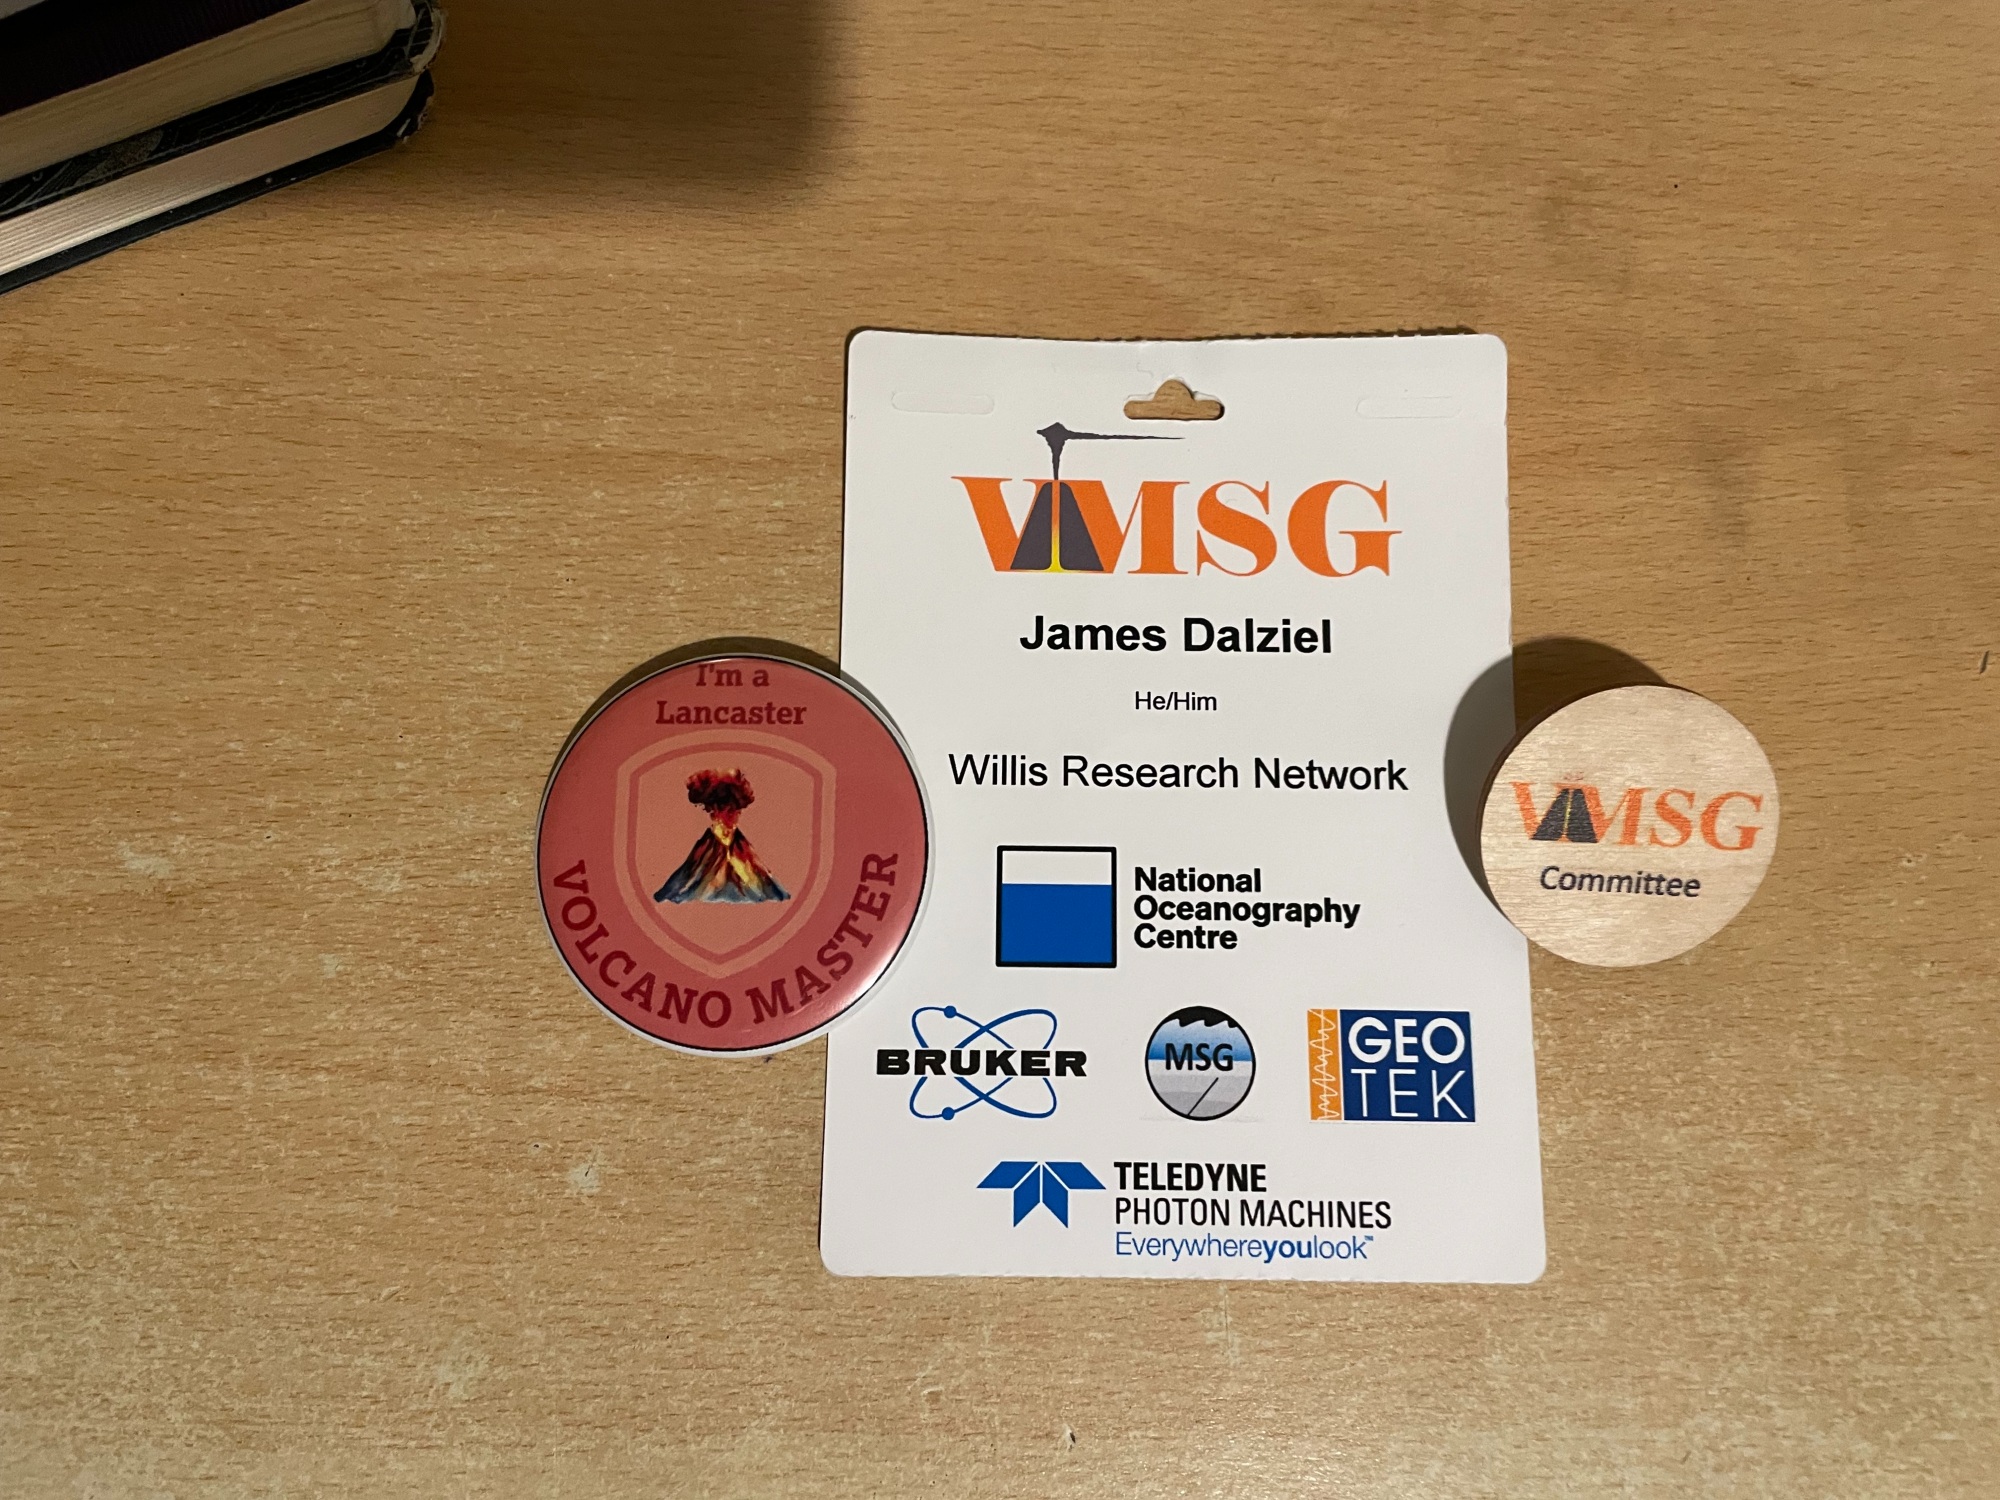 I'm a
Lancaster
VOLCANO MASTER
VMSG
James Dalziel
He/Him
Willis Research Network
National
Oceanography
Centre
BRUKER
MSG
GEO
TEK
TELEDYNE
PHOTON MACHINES
Everywhereyoulook™
VMSG
Committee